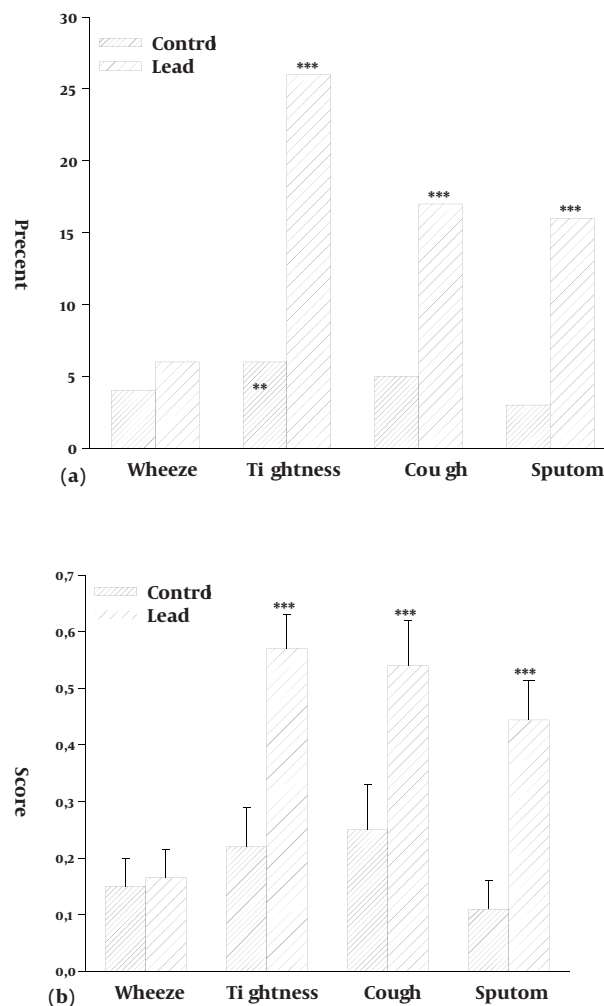 30
Control
Lead
***
25
20
***
***
15
Precent
10
**
5
0
Wheeze Ti ghtness Cou gh Sputom
(a)
0,7
Control
Lead
***
***
0,6
***
0,5
0,4
Score
0,3
0,2
0,1
0,0
Wheeze Ti ghtness Cough Sputom
(b)